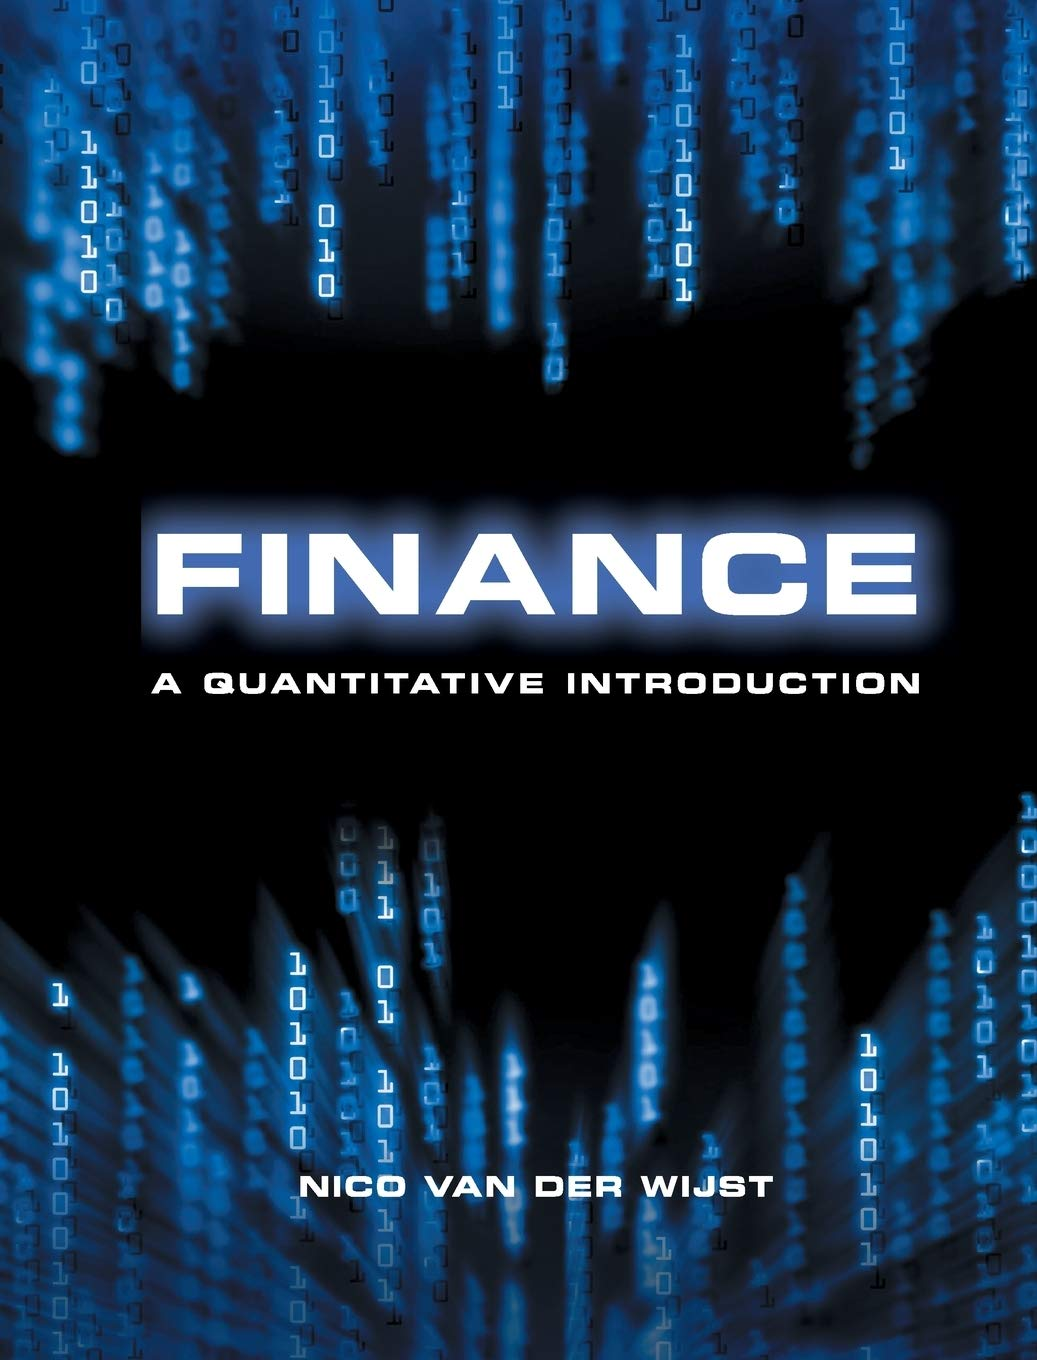 FINANCE
A QUANTITATIVE INTRODUCTION
NICO VAN DER WIJST